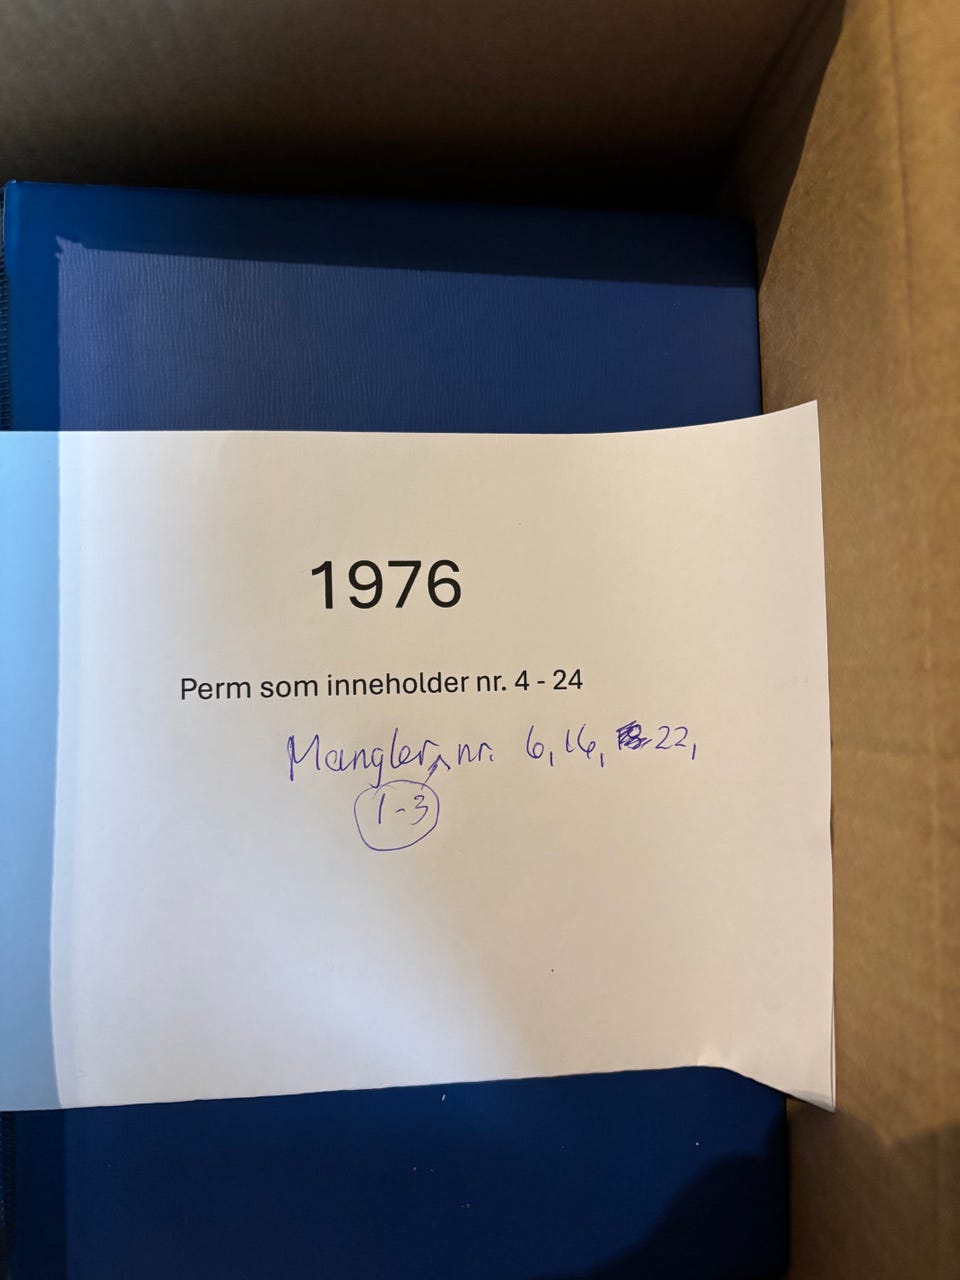 1976
Perm som inneholder nr. 4 - 24
Mangler nr. 6, 16, 22,
1-3